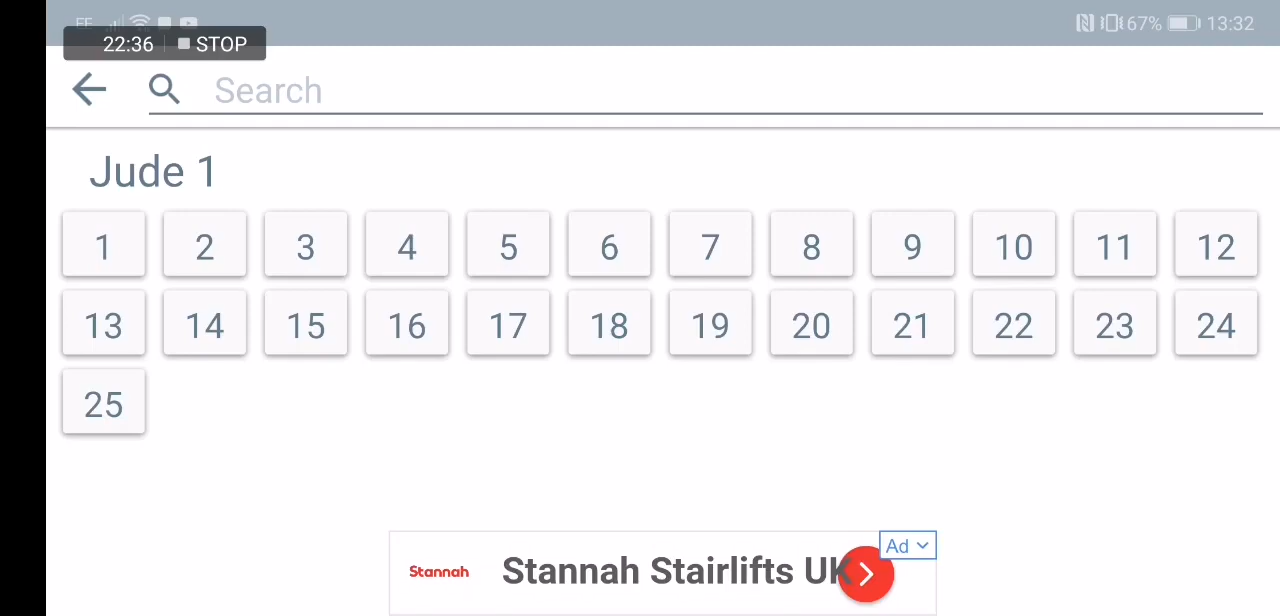 EE 67% 13:32
22:36 STOP
Search
Jude 1
1 2 3 4 5 6 7 8 9 10 11 12
13 14 15 16 17 18 19 20 21 22 23 24
25
Ad
Stannah Stannah Stairlifts UK